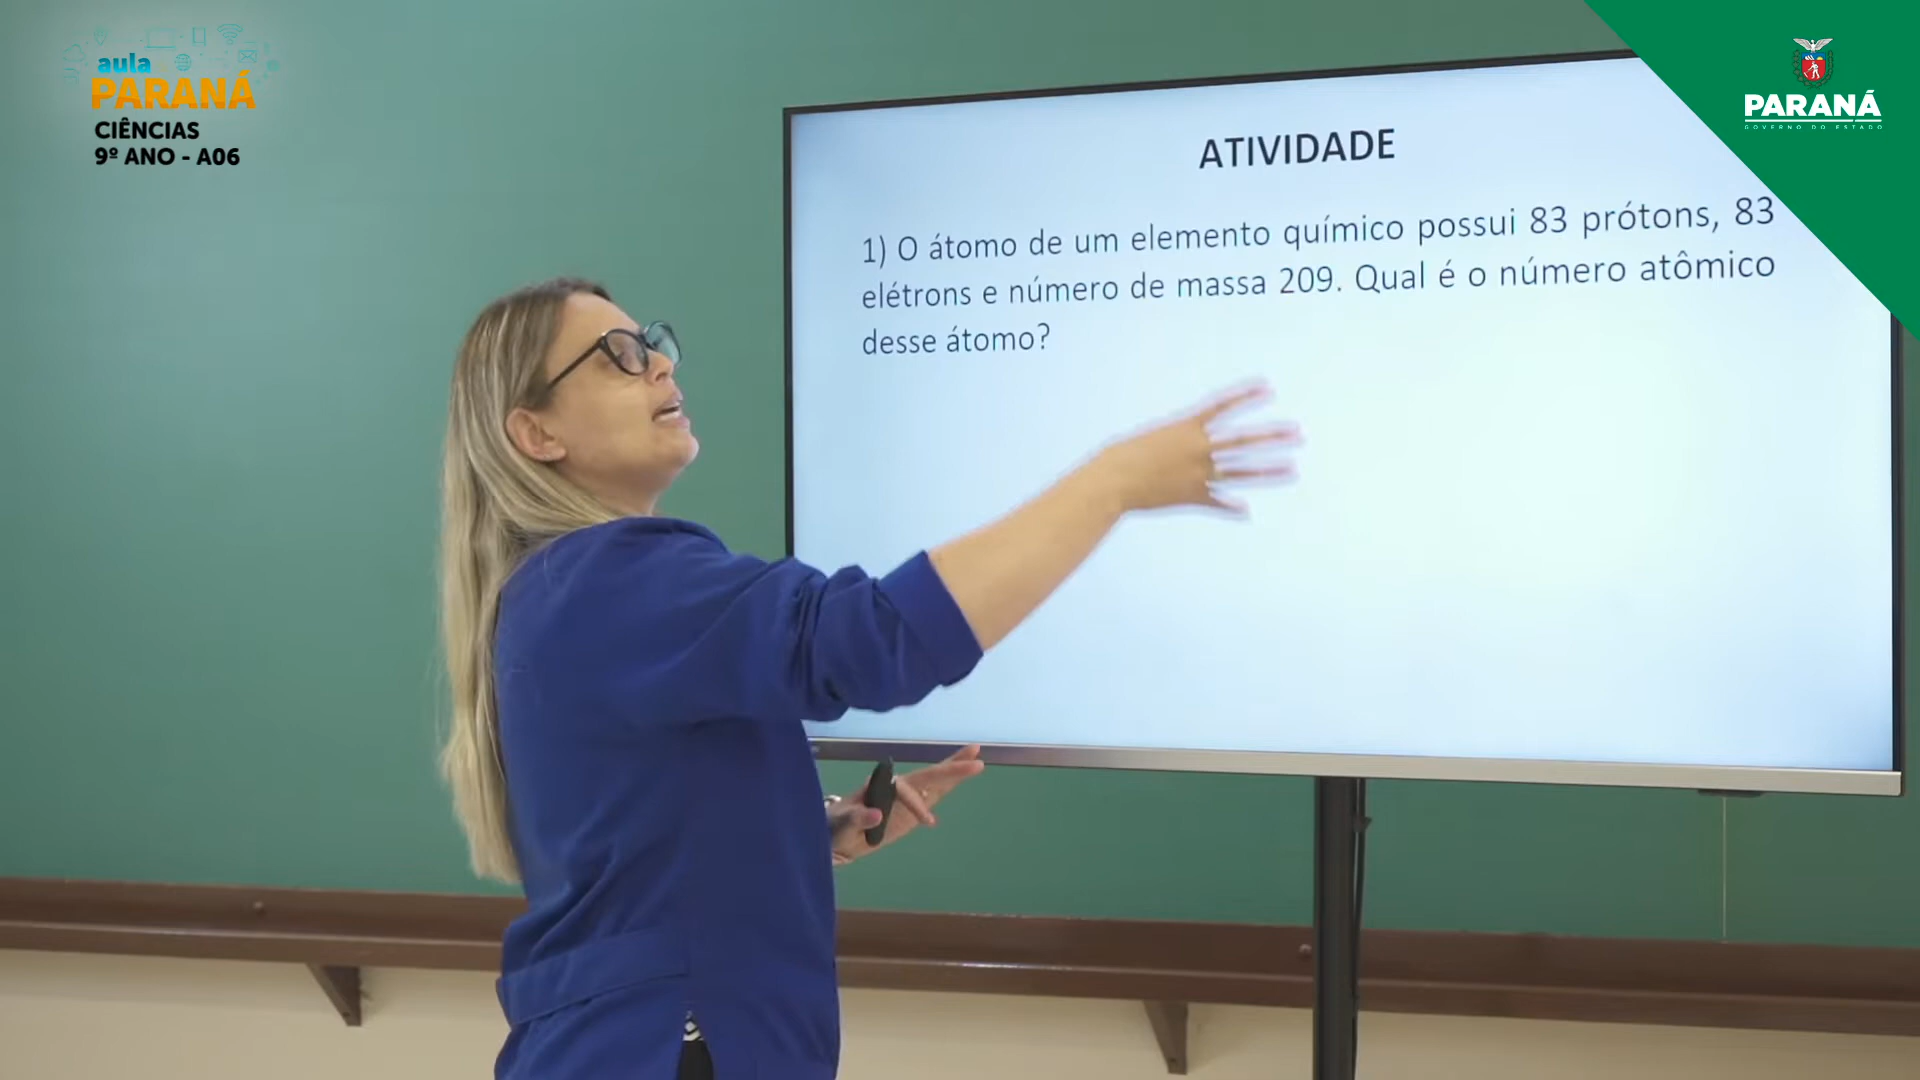 aula
PARANÁ
CIÊNCIAS
9º ANO - A06
PARANÁ
GOVERNO DO ESTADO
ATIVIDADE
1) O átomo de um elemento químico possui 83 prótons, 83
elétrons e número de massa 209. Qual é o número atômico
desse átomo?